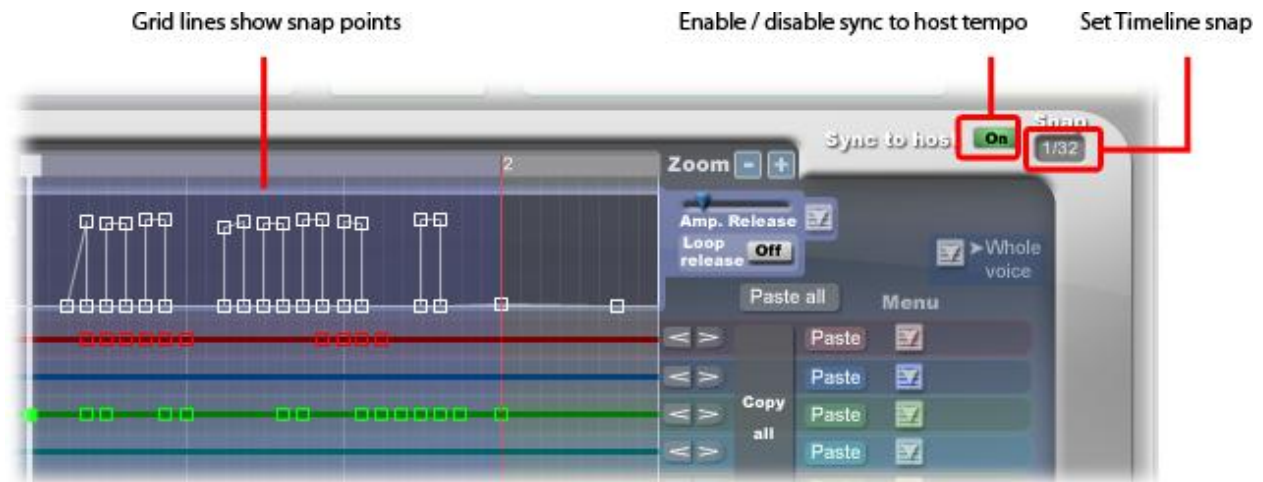 Grid lines show snap points
Enable / disable sync to host tempo
Set Timeline snap
Snap
Sync to hos
On
1/32
2
Zoom - +
Amp. Release
Loop release Off
Whole voice
Paste all
Menu
< > Paste
< > Paste
Copy all
< > Paste
< > Paste